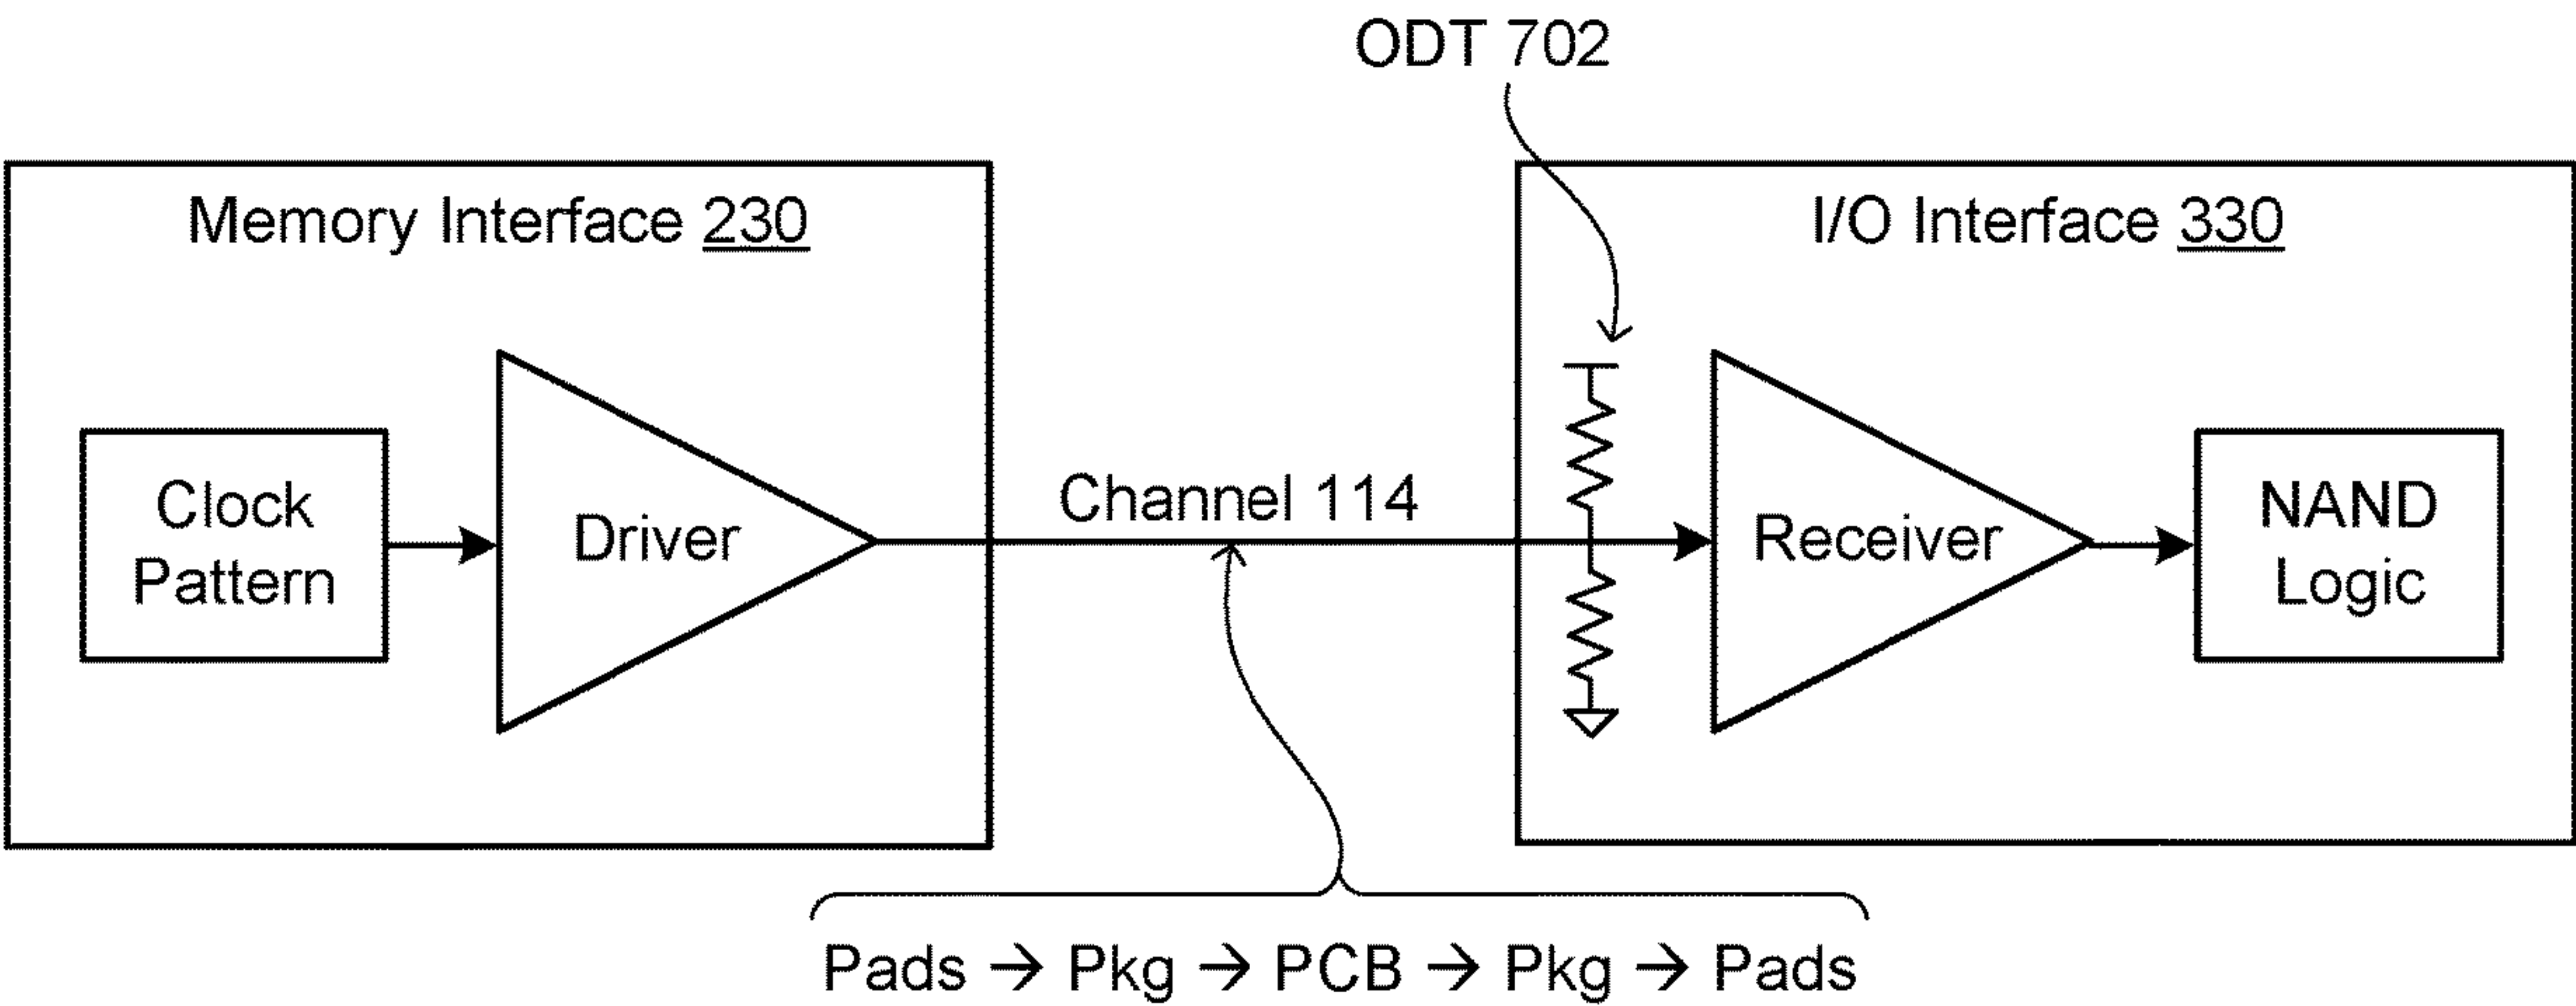 ODT 702
Memory Interface 230
I/O Interface 330
Clock
Pattern
Driver
Channel 114
Receiver
NAND
Logic
Pads → Pkg → PCB → Pkg → Pads